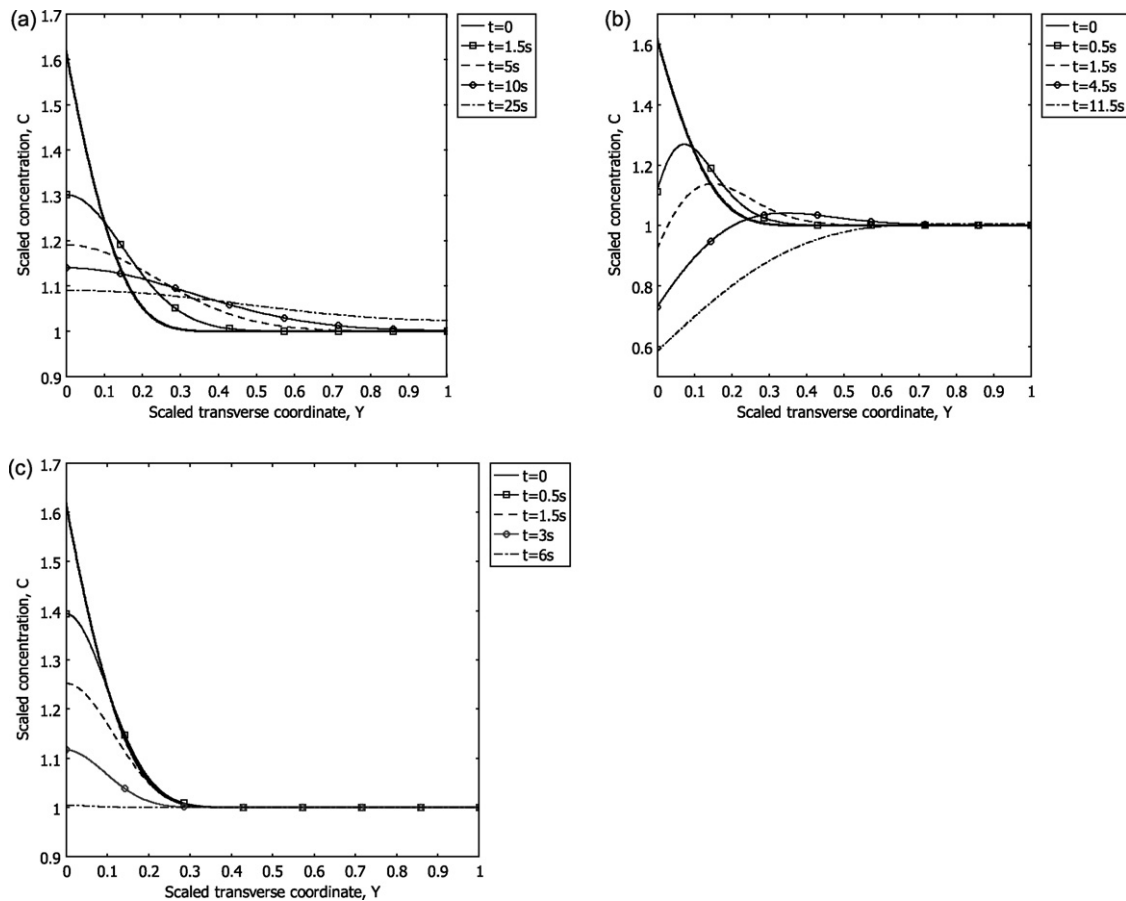 (a)
1.7
1.6
1.5
1.4
1.3
1.2
1.1
1
0.9
Scaled concentration, C
0 0.1 0.2 0.3 0.4 0.5 0.6 0.7 0.8 0.9 1
Scaled transverse coordinate, Y
t=0
t=1.5s
t=5s
t=10s
t=25s
(b)
1.6
1.4
1.2
1.0
0.8
0.6
Scaled concentration, C
0 0.1 0.2 0.3 0.4 0.5 0.6 0.7 0.8 0.9 1
Scaled transverse coordinate, Y
t=0
t=0.5s
t=1.5s
t=4.5s
t=11.5s
(c)
1.7
1.6
1.5
1.4
1.3
1.2
1.1
1
0.9
Scaled concentration, C
0 0.1 0.2 0.3 0.4 0.5 0.6 0.7 0.8 0.9 1
Scaled transverse coordinate, Y
t=0
t=0.5s
t=1.5s
t=3s
t=6s